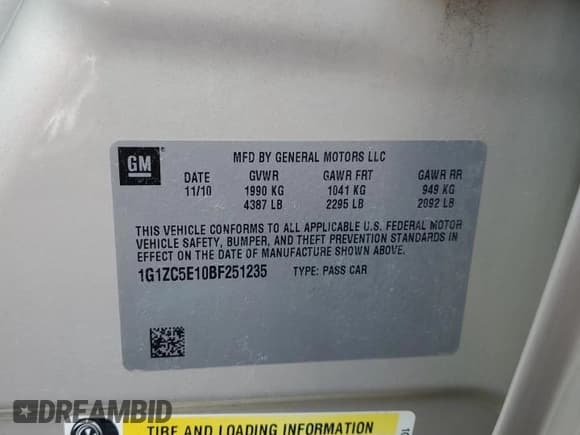 GM
MFD BY GENERAL MOTORS LLC
DATE GVWR GAWR FRT GAWR RR
11/10 1990 KG 1041 KG 949 KG
4387 LB 2295 LB 2092 LB
THIS VEHICLE CONFORMS TO ALL APPLICABLE U.S. FEDERAL MOTOR
VEHICLE SAFETY, BUMPER, AND THEFT PREVENTION STANDARDS IN
EFFECT ON THE DATE OF MANUFACTURE SHOWN ABOVE.
1G1ZC5E10BF251235 TYPE: PASS CAR
TIRE AND LOADING INFORMATION
DREAMBID